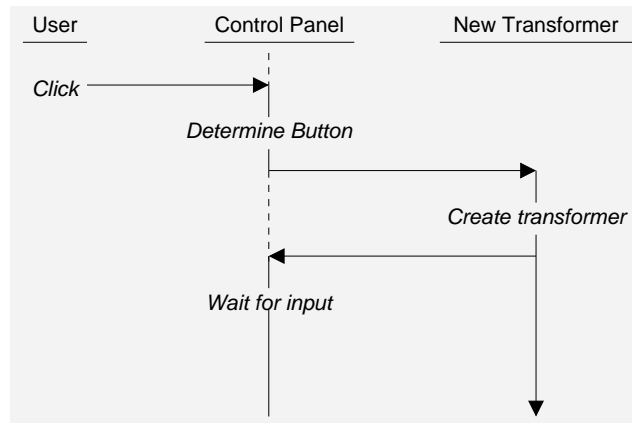 User
Control Panel
New Transformer
Click
Determine Button
Create transformer
Wait for input